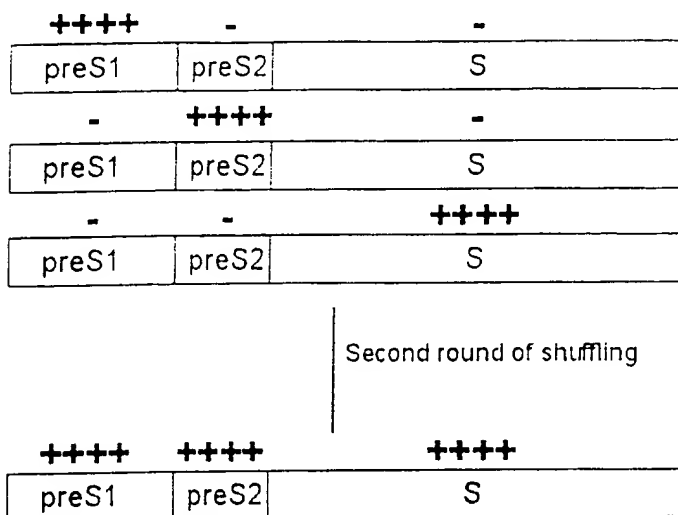 ++++ - -
preS1 preS2 S
- ++++ -
preS1 preS2 S
- - ++++
preS1 preS2 S
Second round of shuffling
++++ ++++ ++++
preS1 preS2 S